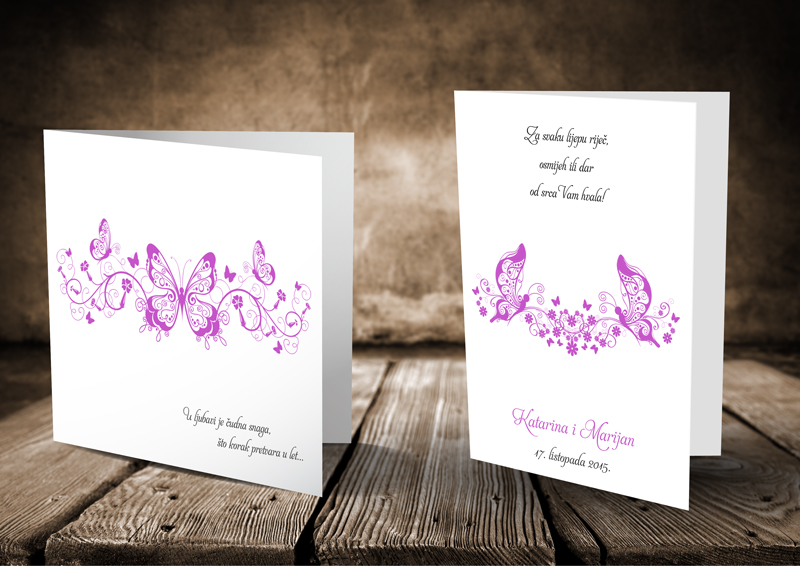 U ljubavi je čudna snaga,
što korak pretvara u let...
Za svaku lijepu riječ,
osmijeh ili dar
od srca Vam hvala!
Katarina i Marijan
17. listopada 2015.